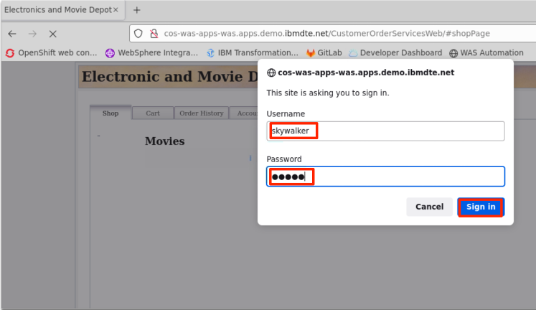 Electronics and Movie Depot ×
+
cos-was-apps-was.apps.demo.ibmdte.net/CustomerOrderServicesWeb/#shopPage
OpenShift web con... WebSphere Integra... IBM Transformation... GitLab Developer Dashboard WAS Automation
Electronic and Movie D
cos-was-apps-was.apps.demo.ibmdte.net
This site is asking you to sign in.
Username
skywalker
Shop Cart Order History Accou
Movies
Password
●●●●●
Cancel Sign in